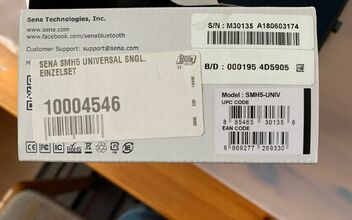 Sena Technologies, Inc.
www.sena.com
www.facebook.com/senabluetooth
Customer Support: support@sena.com
S/N : M30135 A180603174
B/D : 000195 4D5905
SENA SMH5 UNIVERSAL SNGL.
EINZELSET
10004546
Model : SMH5-UNIV
UPC CODE
8 85465 30135 6
EAN CODE
8 809277 269330